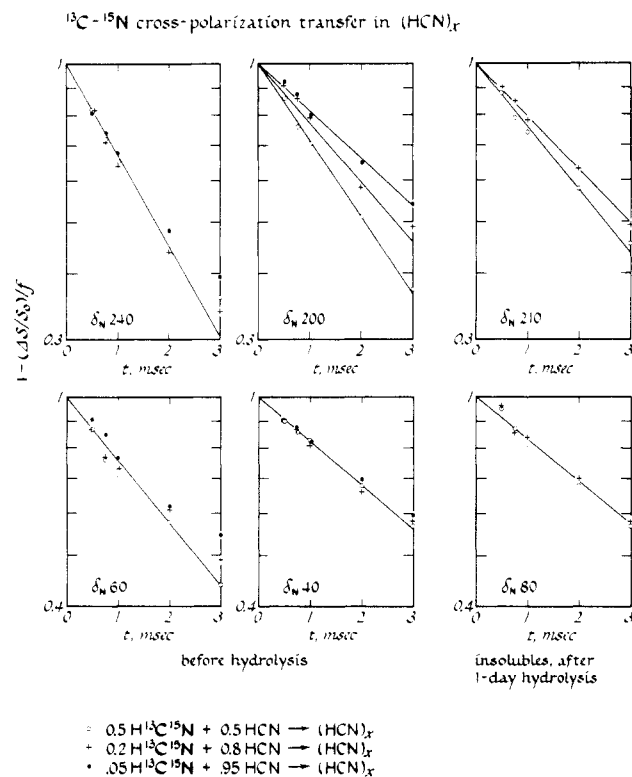 ¹³C-¹⁵N cross-polarization transfer in (HCN)ₓ
1-(ΔS/S₀)/f
1
0.3
δN 240
0 1 2 3
t, msec
1
δN 200
0 1 2 3
t, msec
1
0.3
δN 210
0 1 2 3
t, msec
1
0.4
δN 60
0 1 2 3
t, msec
1
δN 40
0 1 2 3
t, msec
1
0.4
δN 80
0 1 2 3
t, msec
before hydrolysis
insolubles, after
1-day hydrolysis
○ 0.5 H¹³C¹⁵N + 0.5 HCN → (HCN)ₓ
+ 0.2 H¹³C¹⁵N + 0.8 HCN → (HCN)ₓ
• .05 H¹³C¹⁵N + .95 HCN → (HCN)ₓ